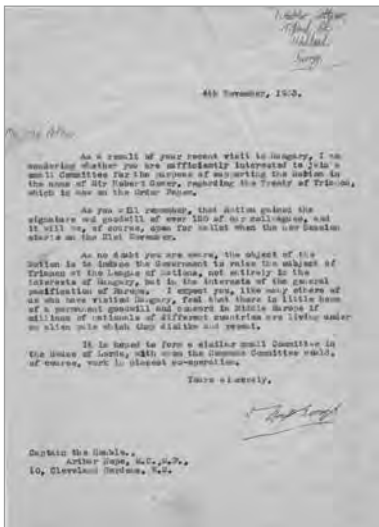 4th November, 1933.
As a result of your recent visit to Hungary, I am
wondering whether you are sufficiently interested to join a
small Committee for the purpose of supporting the Motion in
the name of Sir Robert Gower, regarding the Treaty of Trianon,
which is now on the Order Paper.
As you will remember, that Motion gained the
signature and goodwill of over 150 of our colleagues, and
it will be, of course, open for ballot when the new Session
starts on the 21st November.
As no doubt you are aware, the object of the
Motion is to induce the Government to raise the subject of
Trianon at the League of Nations, not entirely in the
interests of Hungary, but in the interests of the general
pacification of Europe. I expect you, like many others of
us who have visited Hungary, feel that there is little hope
of a permanent goodwill and concord in Middle Europe if
millions of nationals of different countries are living under
an alien rule which they dislike and resent.
It is hoped to form a similar small Committee in
the House of Lords, with whom the Commons Committee would,
of course, work in closest co-operation.
Yours sincerely,
Captain the Honble.,
Arthur Hope, M.C.,M.P.,
10, Cleveland Gardens, W.2.